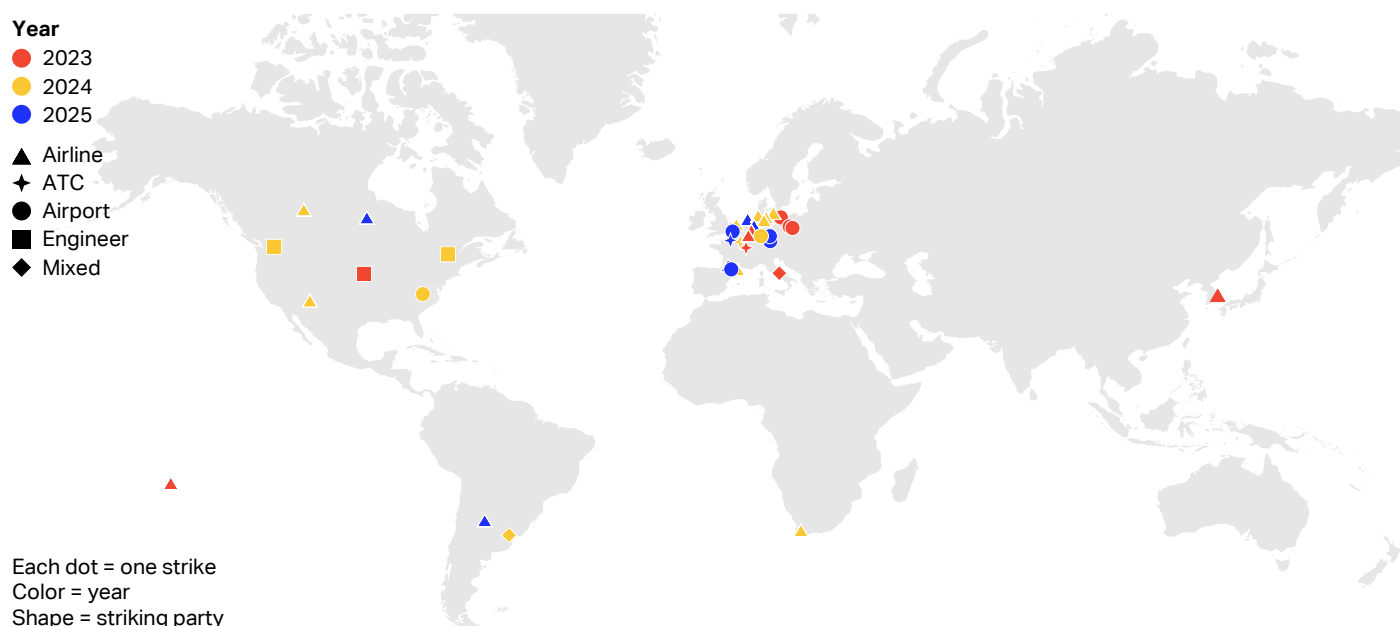 Year
2023
2024
2025
Airline
ATC
Airport
Engineer
Mixed
Each dot = one strike
Color = year
Shape = striking party